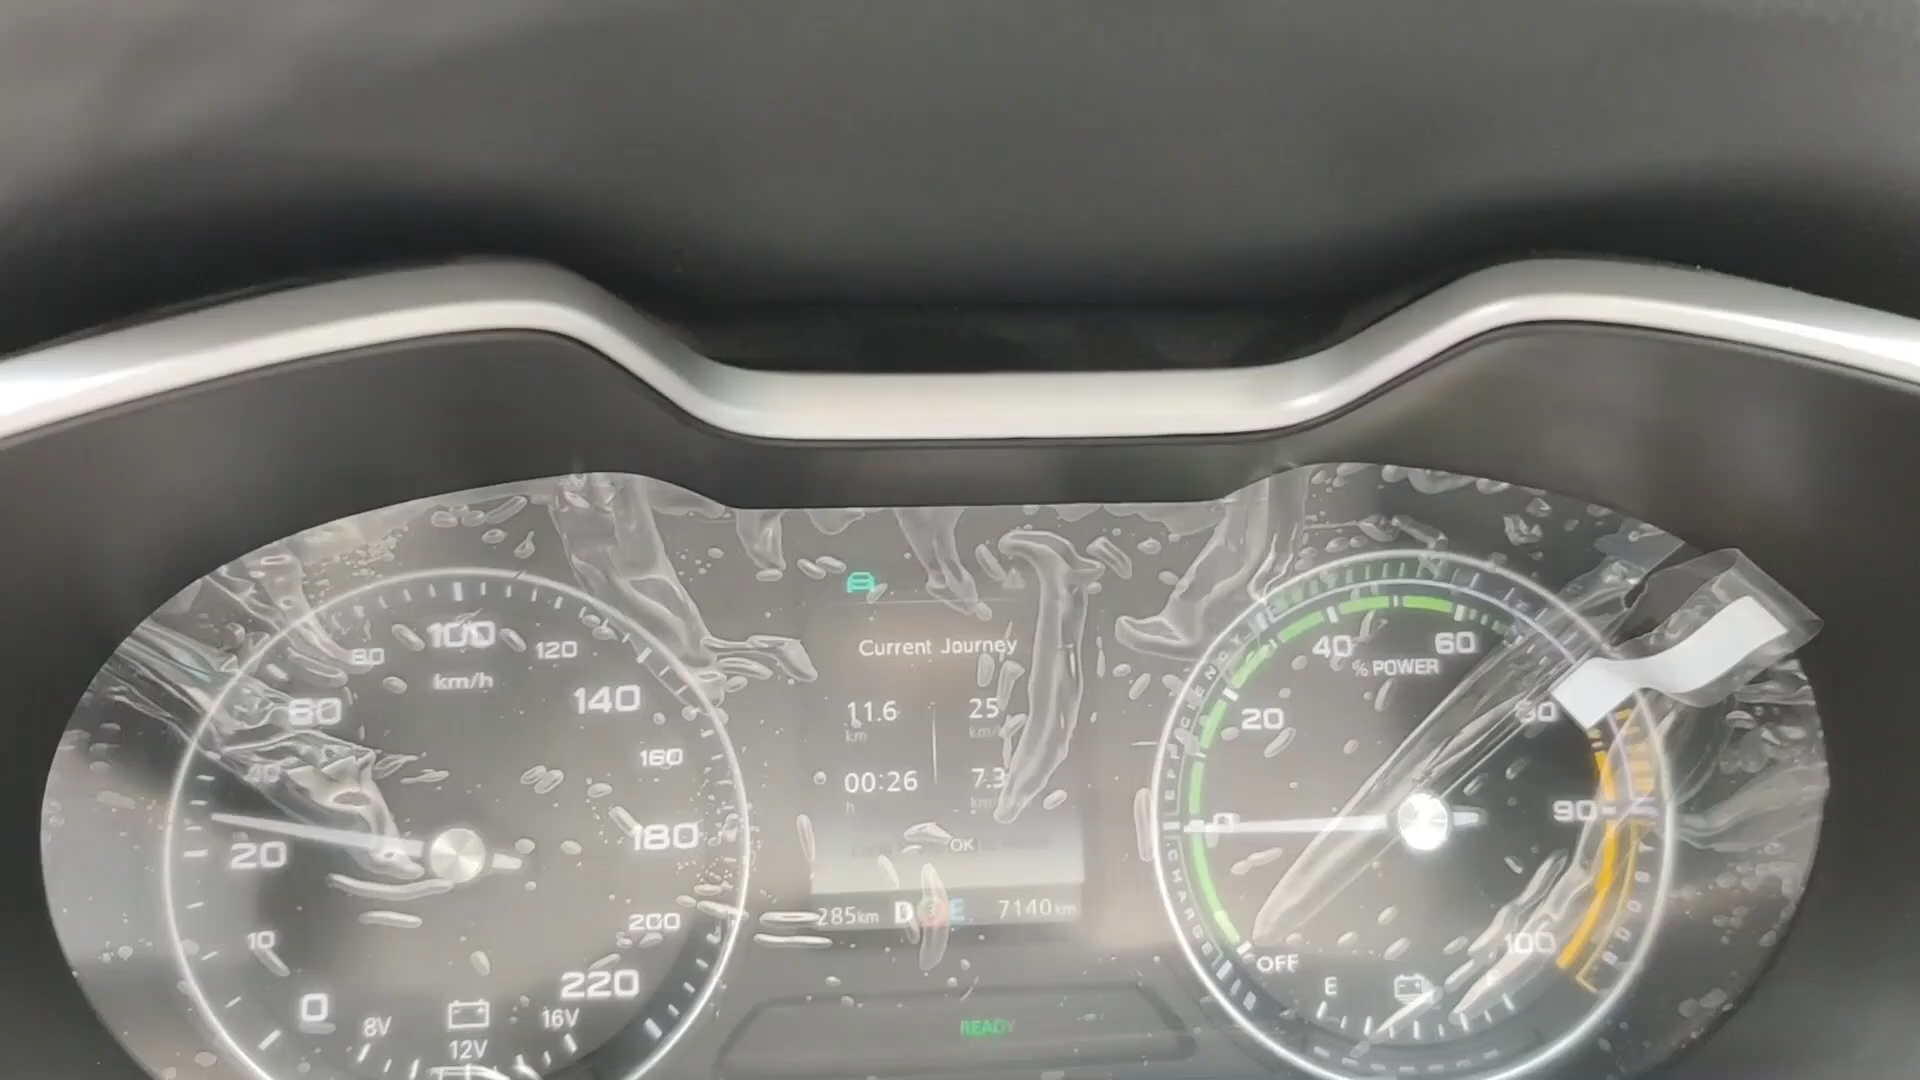 100
80
120
km/h
60
140
40
160
20
180
10
200
0
220
8V
16V
12V
Current Journey
11.6
25
km
00:26
7.3
h
OK
285km
D
E
7140km
READY
40
60
% POWER
20
80
0
90
100
OFF
E
EFFICIENCY
CHARGE